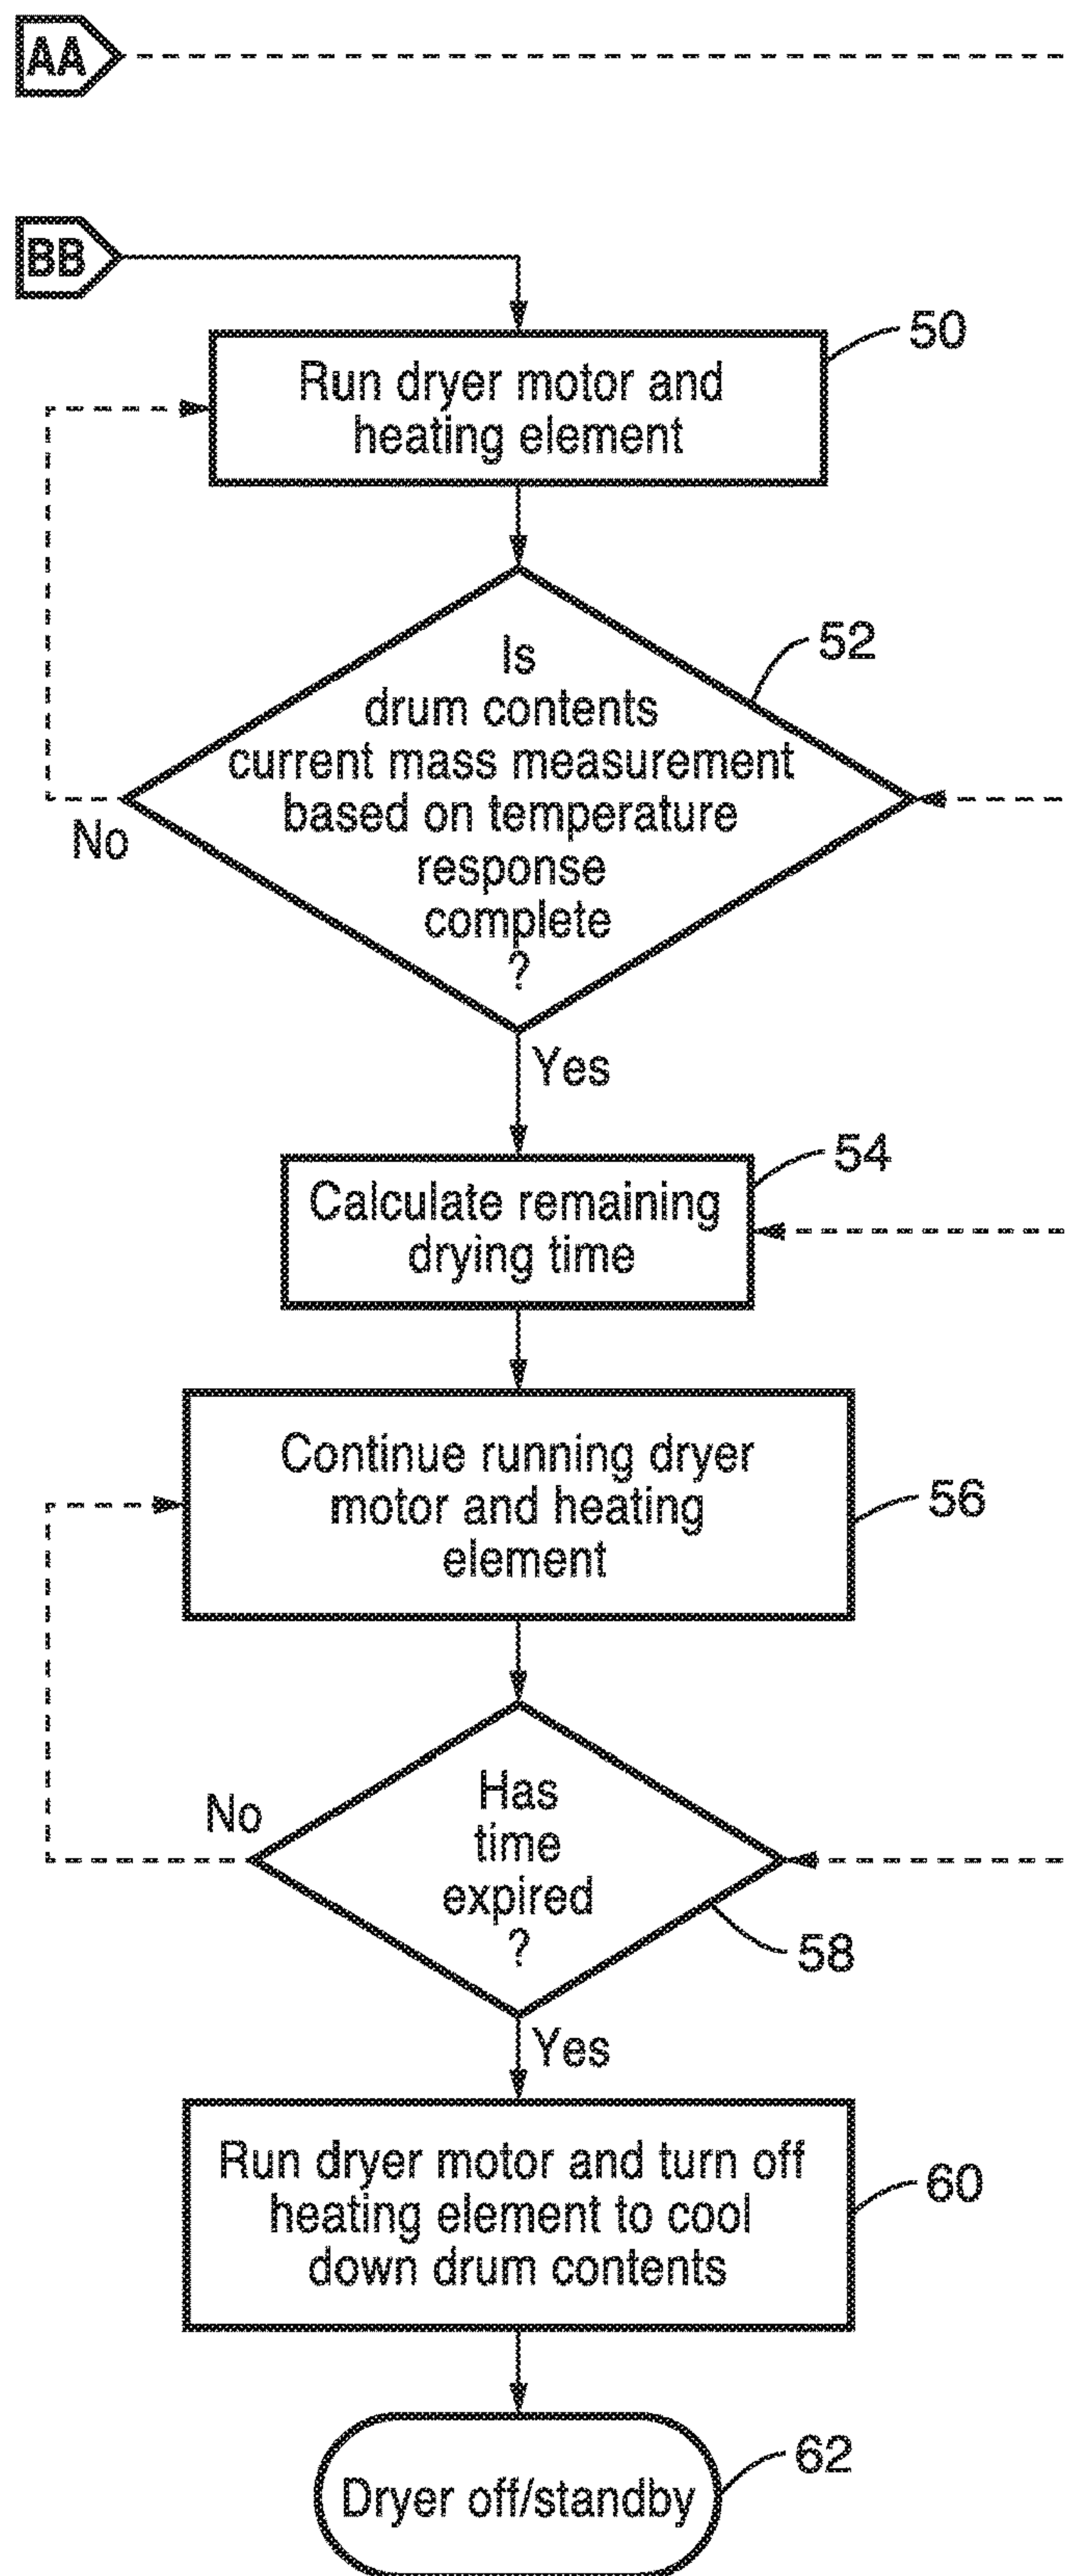 AA
BB
50
Run dryer motor and
heating element
52
Is
drum contents
current mass measurement
based on temperature
response
complete
?
No
Yes
54
Calculate remaining
drying time
Continue running dryer
motor and heating
element
56
Has
time
expired
?
No
58
Yes
Run dryer motor and turn off
heating element to cool
down drum contents
60
62
Dryer off/standby